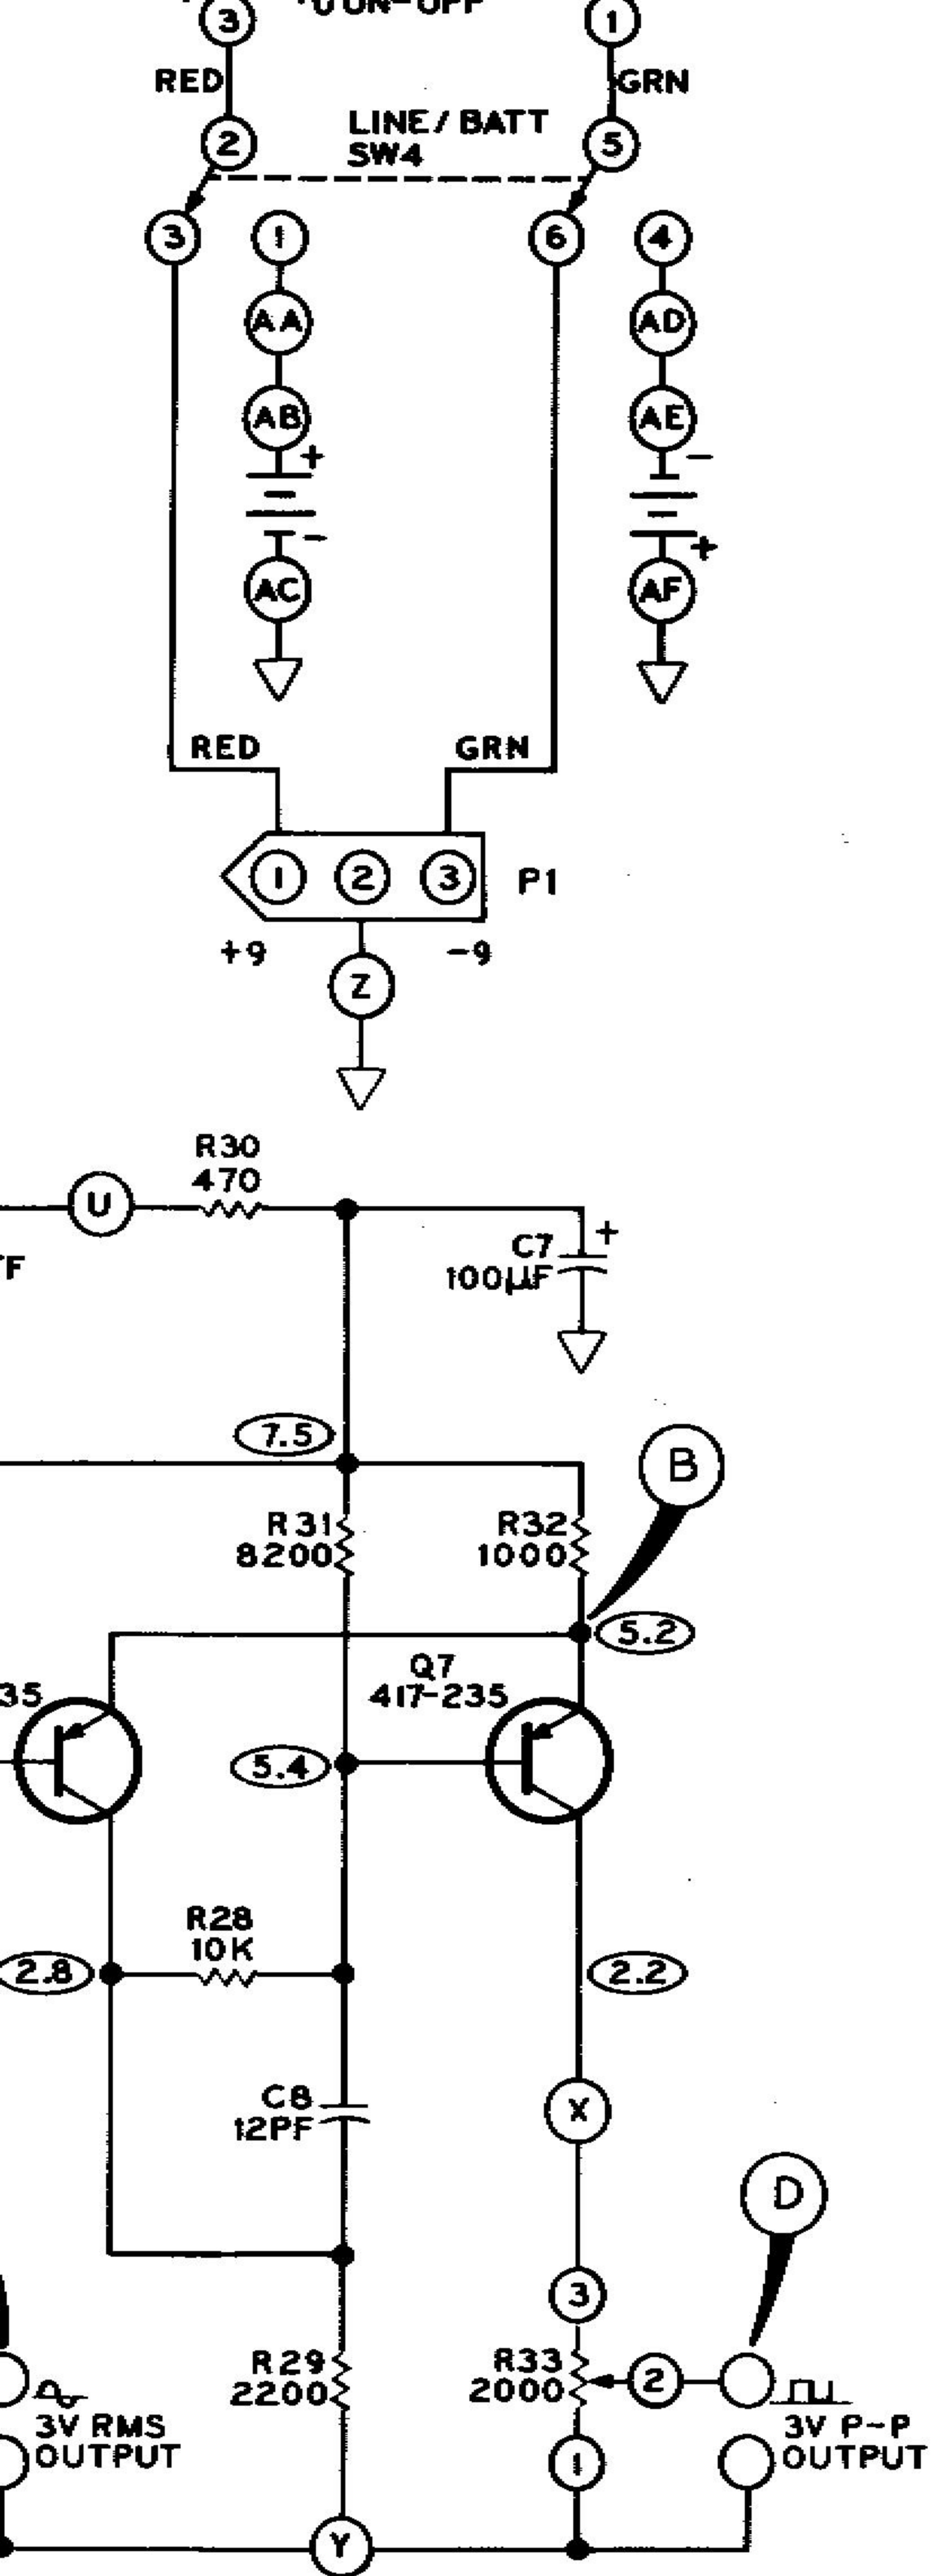 3
ON-OFF
1
RED
GRN
2
LINE/BATT
SW4
5
3
1
6
4
AA
AD
AB
AE
+
-
-
+
AC
AF
RED
GRN
1
2
3
P1
+9
-9
Z
R30
470
U
+
C7
100µF
7.5
B
R31
8200
R32
1000
5.2
Q7
417-235
35
5.4
R28
10K
2.8
2.2
C8
12PF
X
D
3
R29
2200
R33
2000
2
3V RMS
OUTPUT
3V P-P
OUTPUT
1
Y